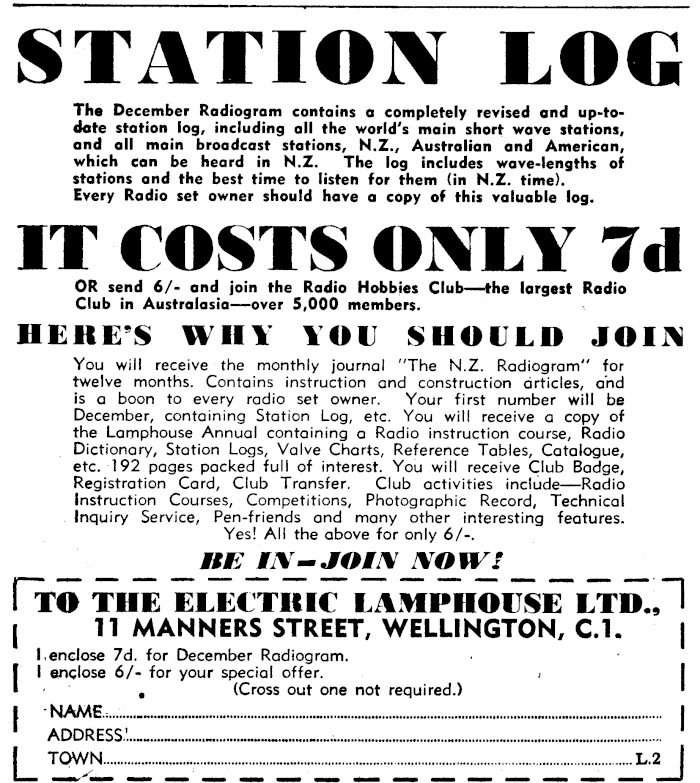 STATION LOG
The December Radiogram contains a completely revised and up-to-
date station log, including all the world's main short wave stations,
and all main broadcast stations, N.Z., Australian and American,
which can be heard in N.Z. The log includes wave-lengths of
stations and the best time to listen for them (in N.Z. time).
Every Radio set owner should have a copy of this valuable log.
IT COSTS ONLY 7d
OR send 6/- and join the Radio Hobbies Club—the largest Radio
Club in Australasia—over 5,000 members.
HERE'S WHY YOU SHOULD JOIN
You will receive the monthly journal "The N.Z. Radiogram" for
twelve months. Contains instruction and construction articles, and
is a boon to every radio set owner. Your first number will be
December, containing Station Log, etc. You will receive a copy of
the Lamphouse Annual containing a Radio instruction course, Radio
Dictionary, Station Logs, Valve Charts, Reference Tables, Catalogue,
etc. 192 pages packed full of interest. You will receive Club Badge,
Registration Card, Club Transfer. Club activities include—Radio
Instruction Courses, Competitions, Photographic Record, Technical
Inquiry Service, Pen-friends and many other interesting features.
Yes! All the above for only 6/-.
BE IN—JOIN NOW!
TO THE ELECTRIC LAMPHOUSE LTD.,
11 MANNERS STREET, WELLINGTON, C.1.
I enclose 7d. for December Radiogram.
I enclose 6/- for your special offer.
(Cross out one not required.)
NAME
ADDRESS
TOWN L.2